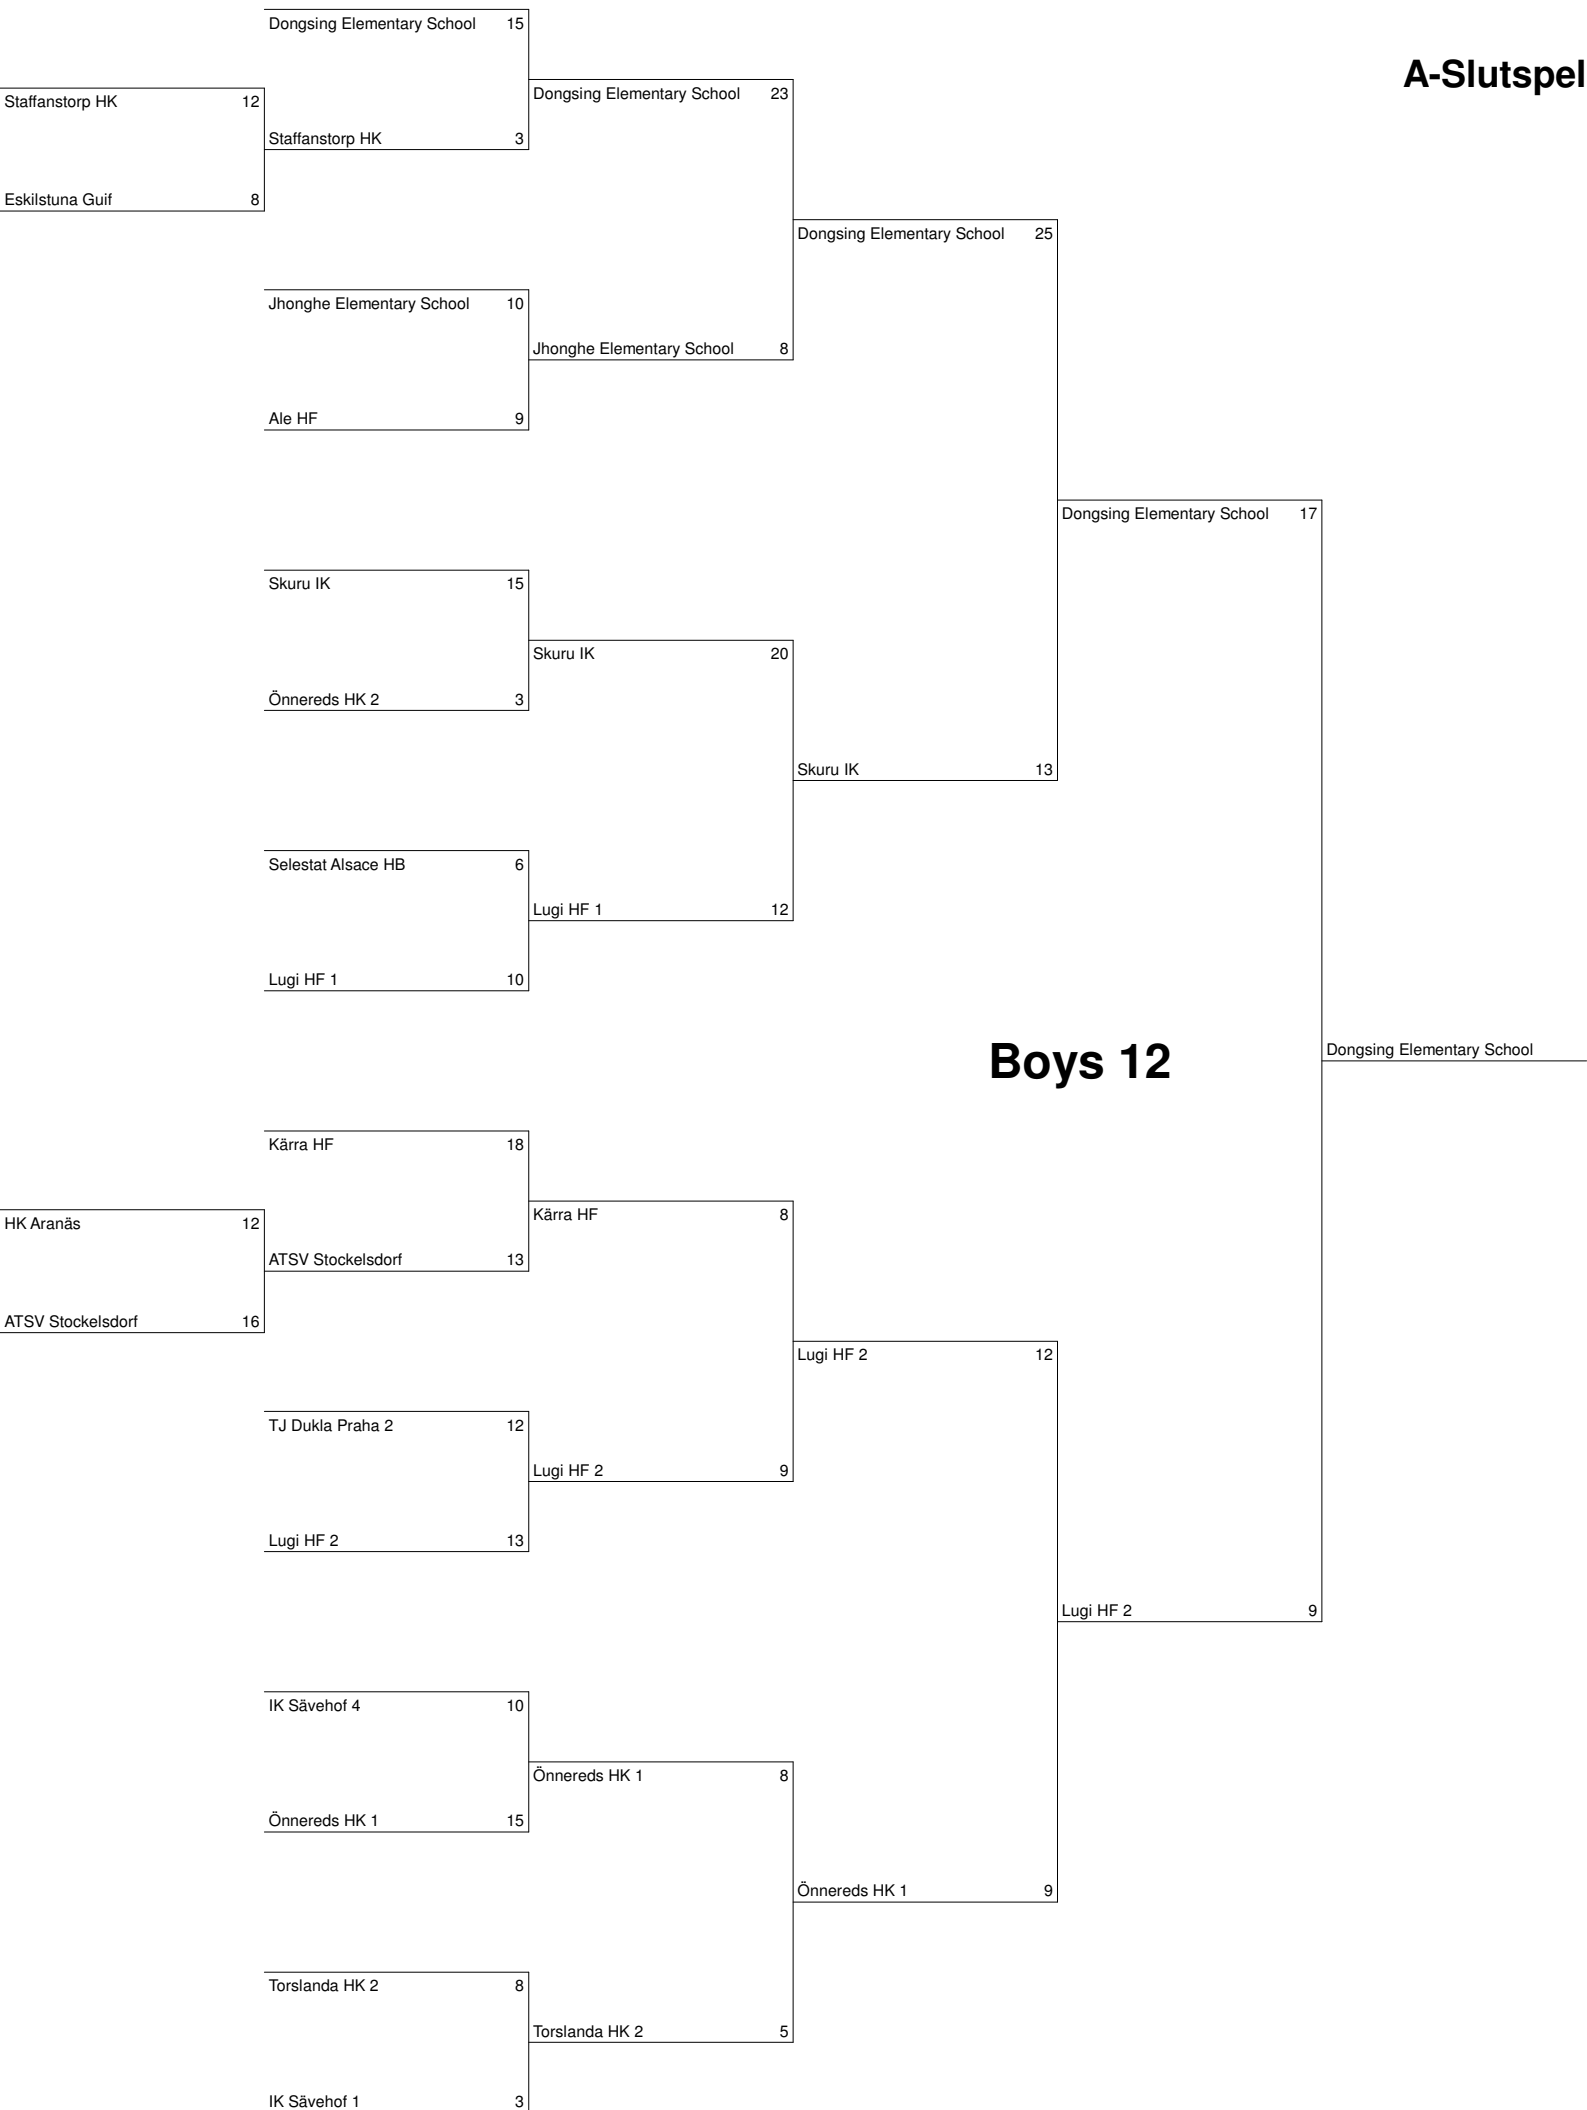 A-Slutspel
Boys 12
Staffanstorp HK 12
Eskilstuna Guif 8
HK Aranäs 12
ATSV Stockelsdorf 16
Dongsing Elementary School 15
Staffanstorp HK 3
Jhonghe Elementary School 10
Ale HF 9
Skuru IK 15
Önnereds HK 2 3
Selestat Alsace HB 6
Lugi HF 1 10
Kärra HF 18
ATSV Stockelsdorf 13
TJ Dukla Praha 2 12
Lugi HF 2 13
IK Sävehof 4 10
Önnereds HK 1 15
Torslanda HK 2 8
IK Sävehof 1 3
Dongsing Elementary School 23
Jhonghe Elementary School 8
Skuru IK 20
Lugi HF 1 12
Kärra HF 8
Lugi HF 2 9
Önnereds HK 1 8
Torslanda HK 2 5
Dongsing Elementary School 25
Skuru IK 13
Lugi HF 2 12
Önnereds HK 1 9
Dongsing Elementary School 17
Lugi HF 2 9
Dongsing Elementary School